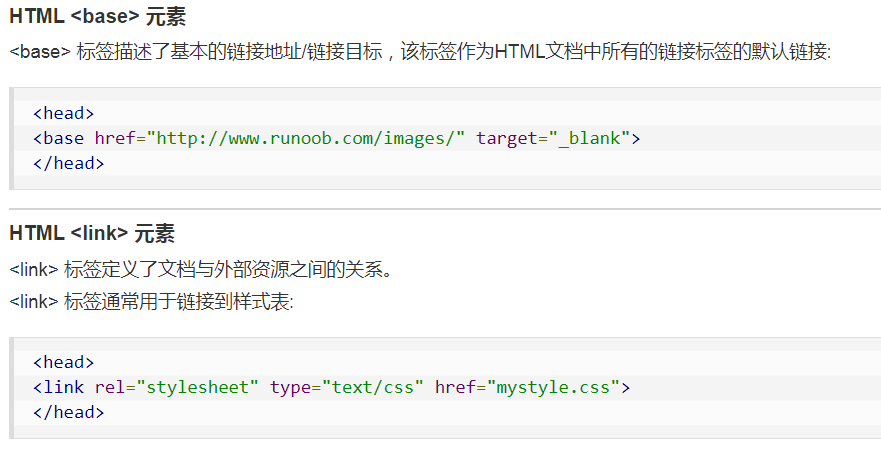 HTML <base> 元素
<base> 标签描述了基本的链接地址/链接目标，该标签作为HTML文档中所有的链接标签的默认链接:
<head>
<base href="http://www.runoob.com/images/" target="_blank">
</head>
HTML <link> 元素
<link> 标签定义了文档与外部资源之间的关系。
<link> 标签通常用于链接到样式表:
<head>
<link rel="stylesheet" type="text/css" href="mystyle.css">
</head>